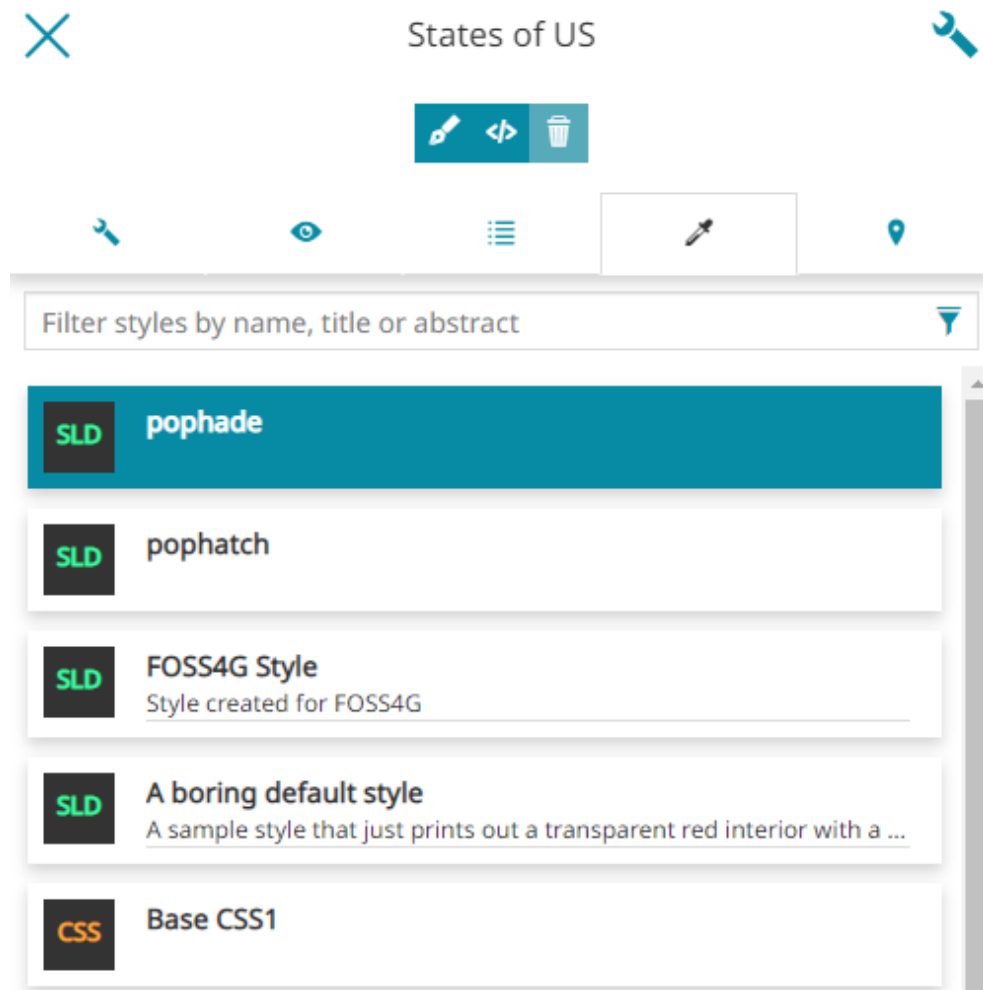 States of US
Filter styles by name, title or abstract
SLD
pophade
SLD
pophatch
SLD
FOSS4G Style
Style created for FOSS4G
SLD
A boring default style
A sample style that just prints out a transparent red interior with a ...
CSS
Base CSS1